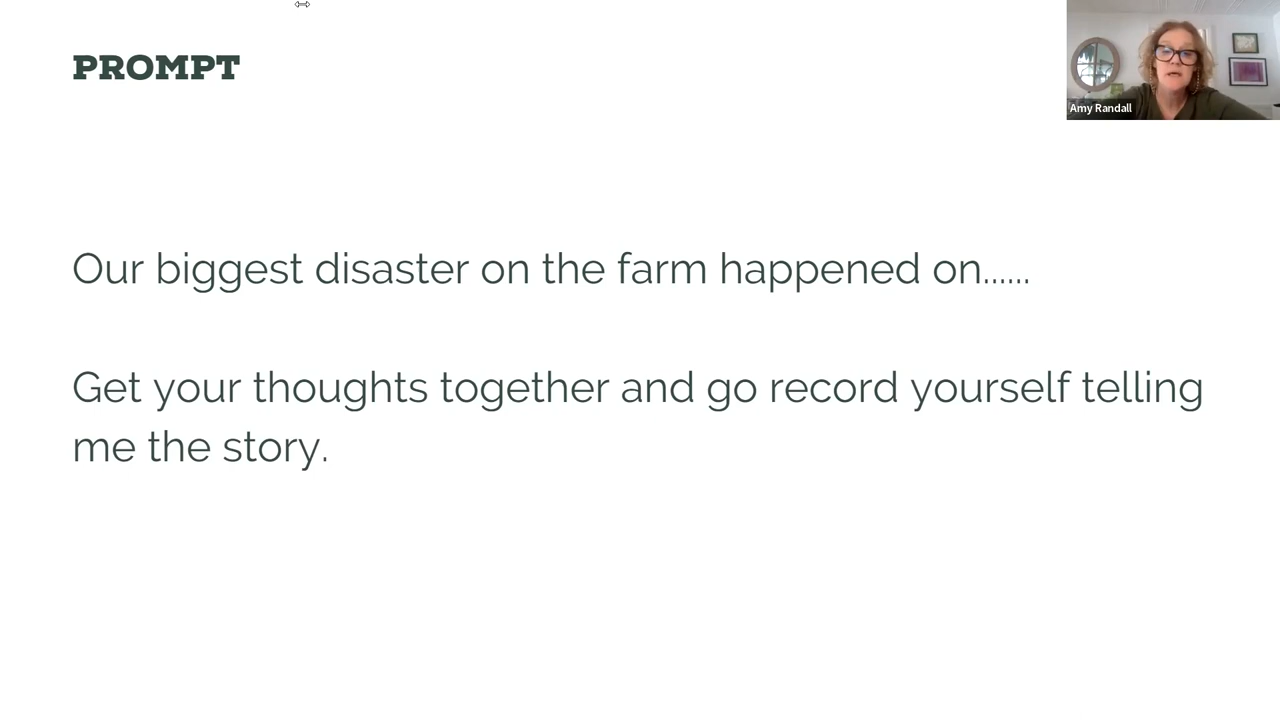 PROMPT
Amy Randall
Our biggest disaster on the farm happened on......
Get your thoughts together and go record yourself telling
me the story.